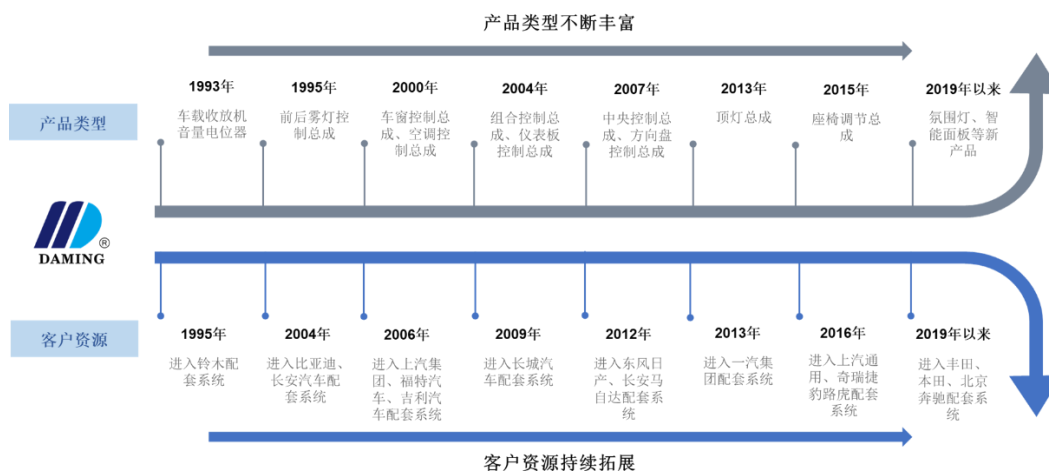 产品类型不断丰富
1993年
1995年
2000年
2004年
2007年
2013年
2015年
2019年以来
产品类型
车载收放机
音量电位器
前后雾灯控
制总成
车窗控制总
成、空调控
制总成
组合控制总
成、仪表板
控制总成
中央控制总
成、方向盘
控制总成
顶灯总成
座椅调节总
成
氛围灯、智
能面板等新
产品
®
DAMING
客户资源
1995年
2004年
2006年
2009年
2012年
2013年
2016年
2019年以来
进入铃木配
套系统
进入比亚迪、
长安汽车配
套系统
进入上汽集
团、福特汽
车、吉利汽
车配套系统
进入长城汽
车配套系统
进入东风日
产、长安马
自达配套系
统
进入一汽集
团配套系统
进入上汽通
用、奇瑞捷
豹路虎配套
系统
进入丰田、
本田、北京
奔驰配套系
统
客户资源持续拓展